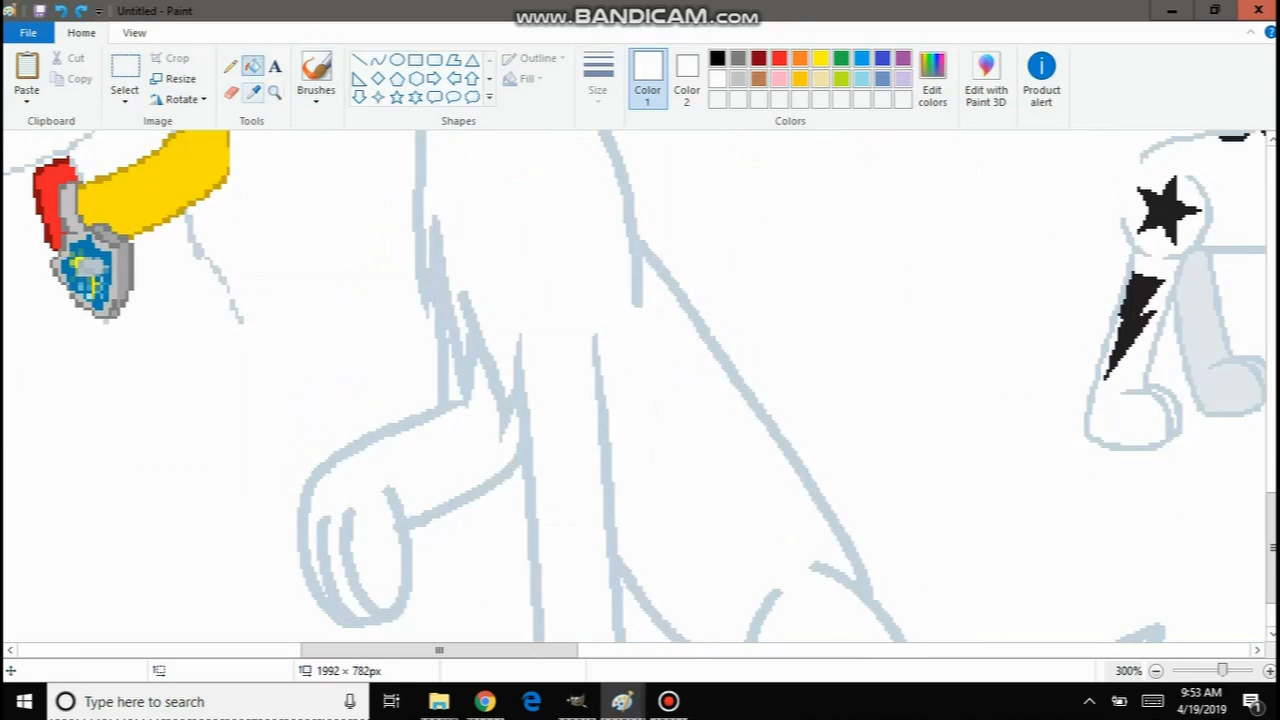 Untitled - Paint
www.BANDICAM.com
File
Home
View
Paste
Cut
Copy
Clipboard
Select
Crop
Resize
Rotate
Image
Tools
Brushes
Outline
Fill
Shapes
Size
Color 1
Color 2
Edit colors
Colors
Edit with Paint 3D
Product alert
1992 × 782px
300%
Type here to search
9:53 AM
4/19/2019
1